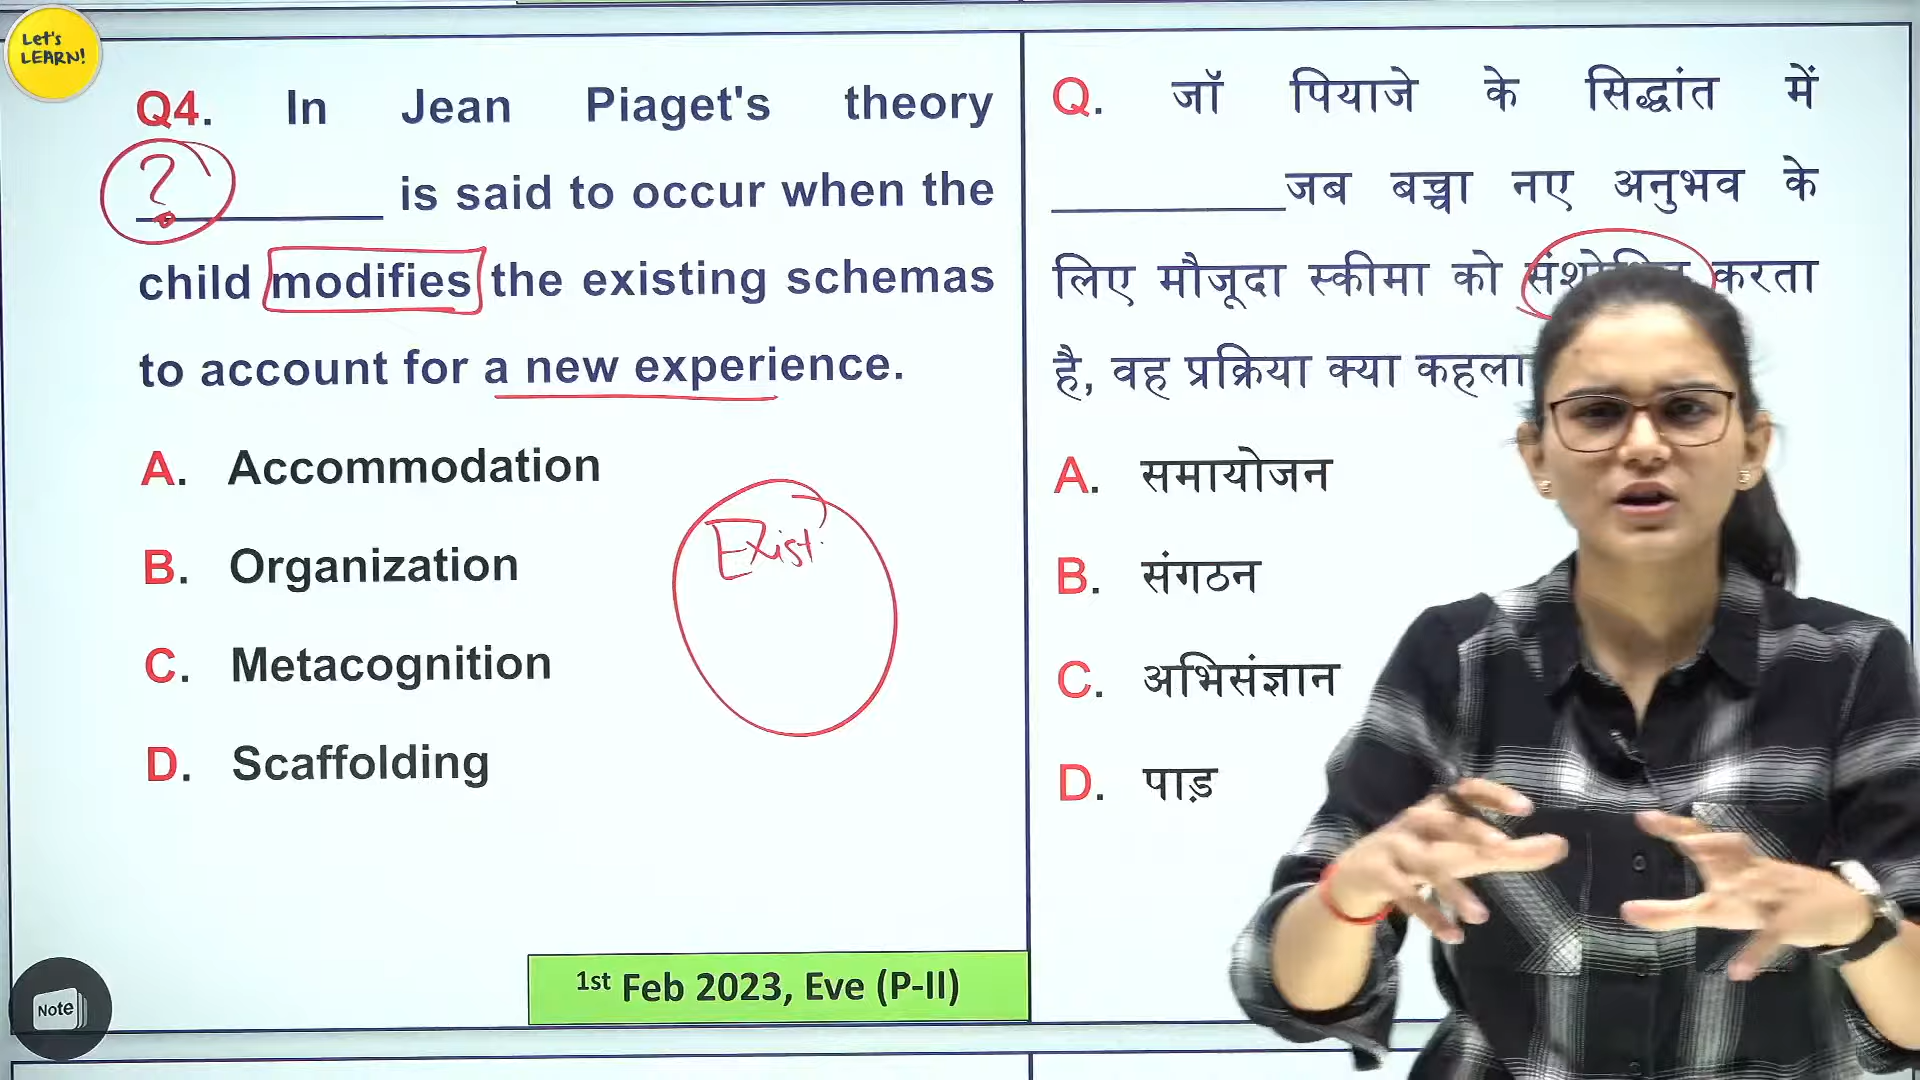 Let's
LEARN!
Q4. In Jean Piaget's theory
? is said to occur when the
child modifies the existing schemas
to account for a new experience.
A. Accommodation
B. Organization
C. Metacognition
D. Scaffolding
Exist.
1st Feb 2023, Eve (P-II)
Note
Q. जॉ पियाजे के सिद्धांत में
जब बच्चा नए अनुभव के
लिए मौजूदा स्कीमा को करता
है, वह प्रक्रिया क्या
A. समायोजन
B. संगठन
C. अभिसंज्ञान
D. पाड़